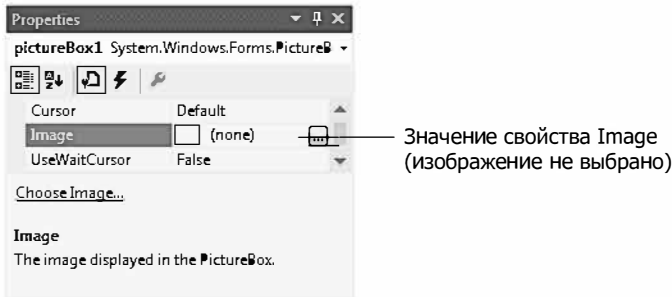 Properties
pictureBox1 System.Windows.Forms.PictureB
Cursor Default
Image (none) ...
Значение свойства Image
(изображение не выбрано)
UseWaitCursor False
Choose Image...
Image
The image displayed in the PictureBox.